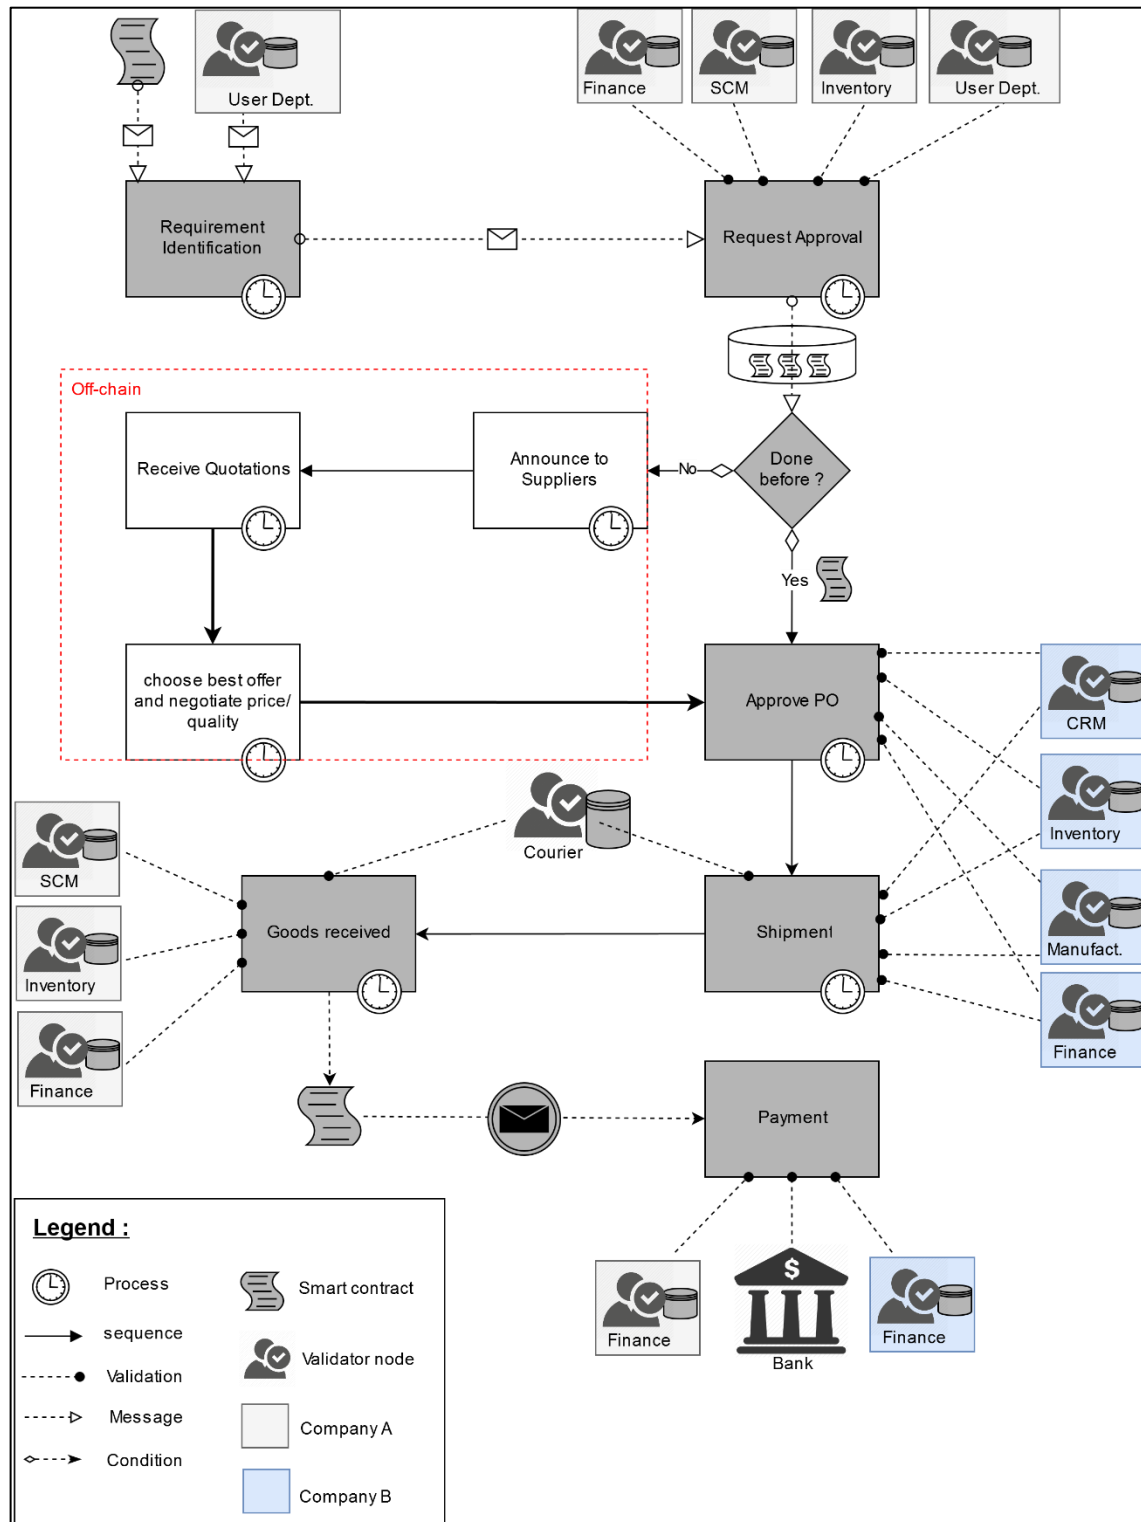 User Dept.
Finance
SCM
Inventory
User Dept.
Requirement
Identification
Request Approval
Off-chain
Receive Quotations
Announce to
Suppliers
No
Done
before ?
Yes
choose best offer
and negotiate price/
quality
Approve PO
CRM
Inventory
Manufact.
Finance
Courier
SCM
Inventory
Finance
Goods received
Shipment
Payment
$
Finance
Bank
Finance
Legend :
Process
Smart contract
sequence
Validation
Validator node
Message
Company A
Condition
Company B